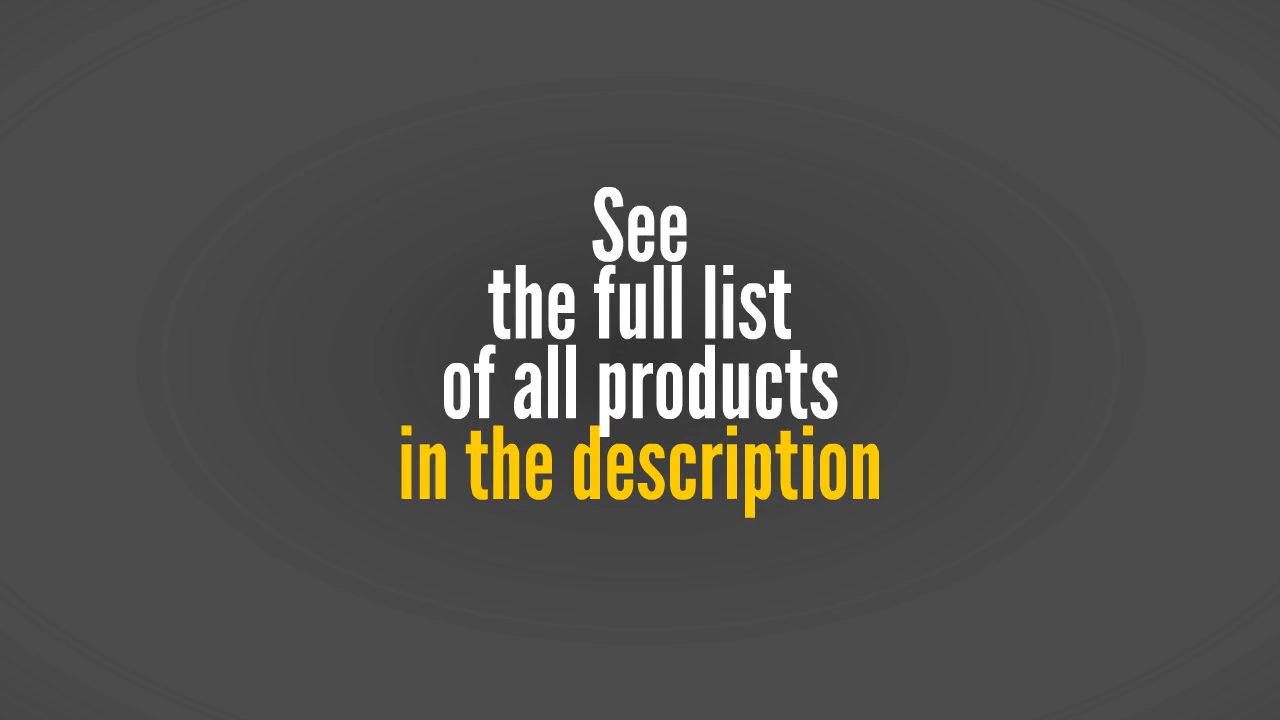 See
the full list
of all products
in the description